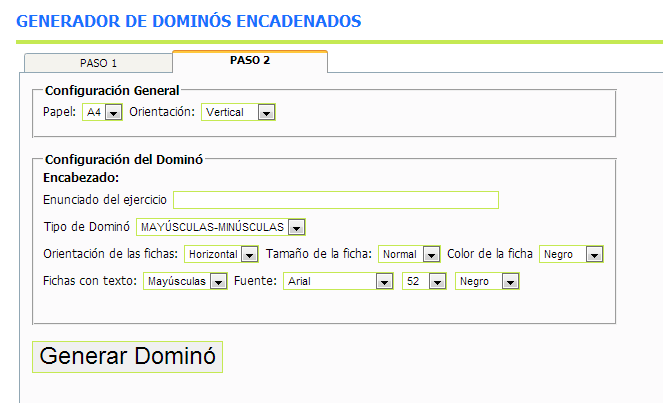 GENERADOR DE DOMINÓS ENCADENADOS
PASO 1 PASO 2
Configuración General
Papel: A4 Orientación: Vertical
Configuración del Dominó
Encabezado:
Enunciado del ejercicio
Tipo de Dominó MAYÚSCULAS-MINÚSCULAS
Orientación de las fichas: Horizontal Tamaño de la ficha: Normal Color de la ficha Negro
Fichas con texto: Mayúsculas Fuente: Arial 52 Negro
Generar Dominó